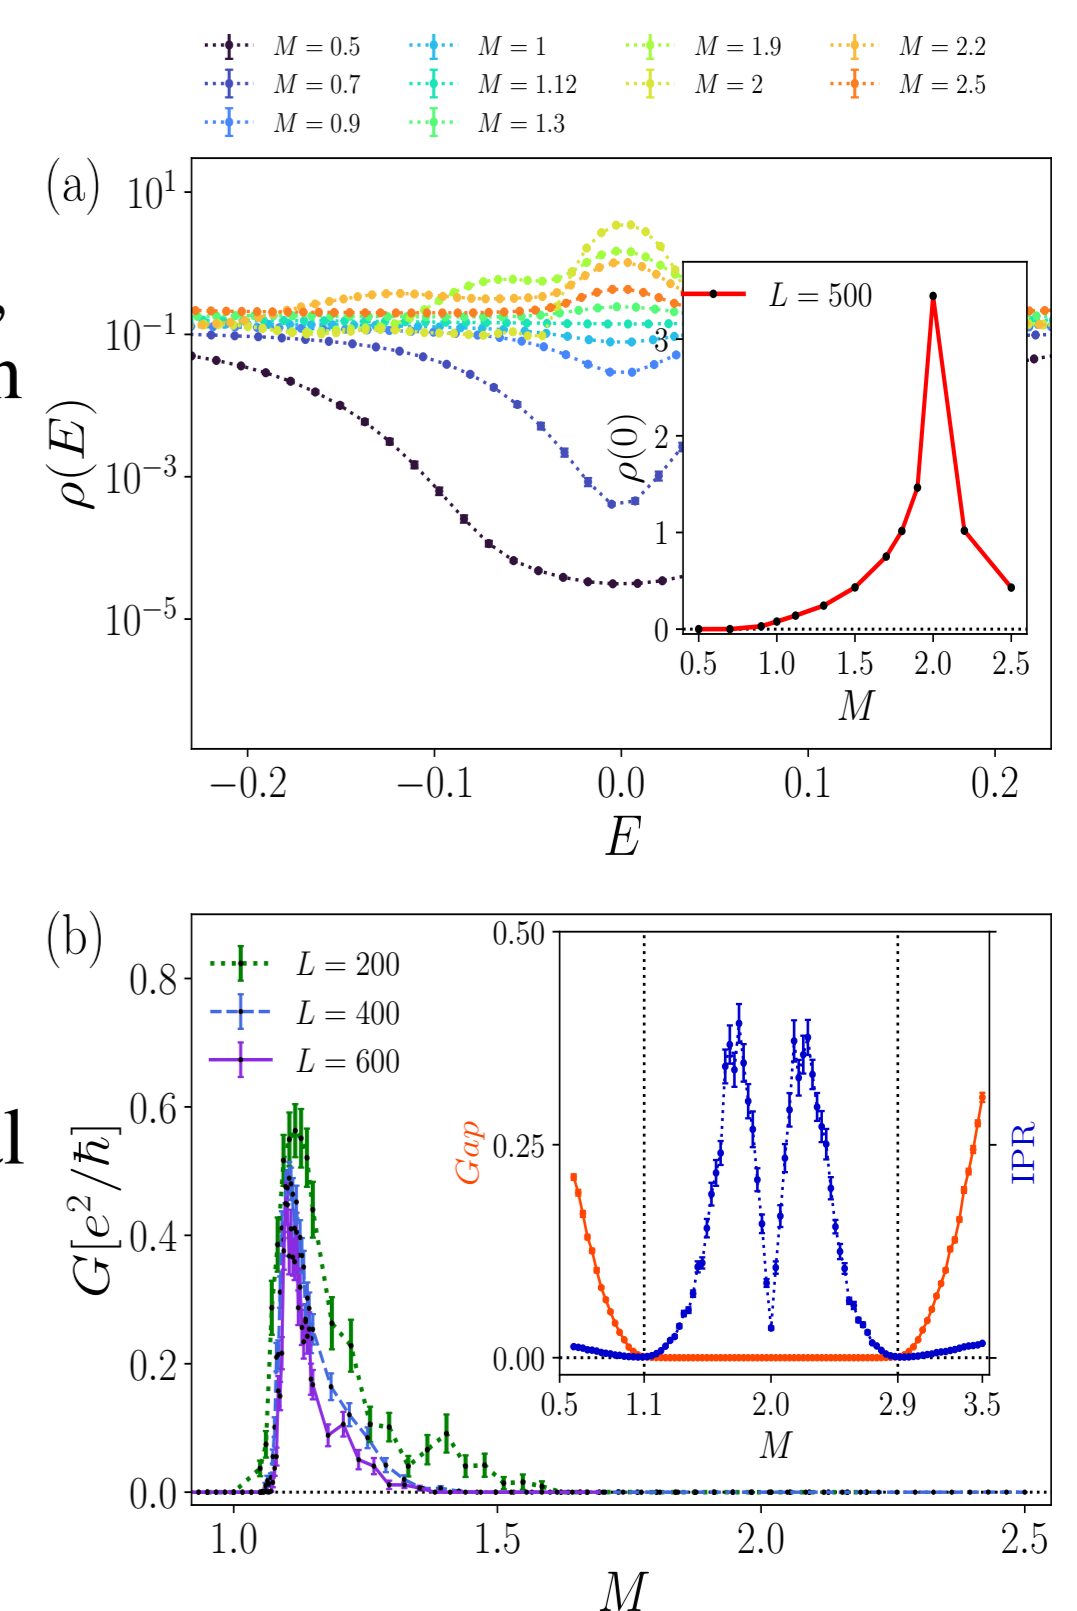 M = 0.5 M = 1 M = 1.9 M = 2.2
M = 0.7 M = 1.12 M = 2 M = 2.5
M = 0.9 M = 1.3
(a)
,
n
ρ(E)
10¹
10⁻¹
10⁻³
10⁻⁵
L = 500
ρ(0)
3
2
1
0
0.5 1.0 1.5 2.0 2.5
M
−0.2 −0.1 0.0 0.1 0.2
E
(b)
G[e²/ℏ]
0.8
0.6
0.4
0.2
0.0
L = 200
L = 400
L = 600
Gap
0.50
0.25
0.00
IPR
0.5 1.1 2.0 2.9 3.5
M
1.0 1.5 2.0 2.5
M